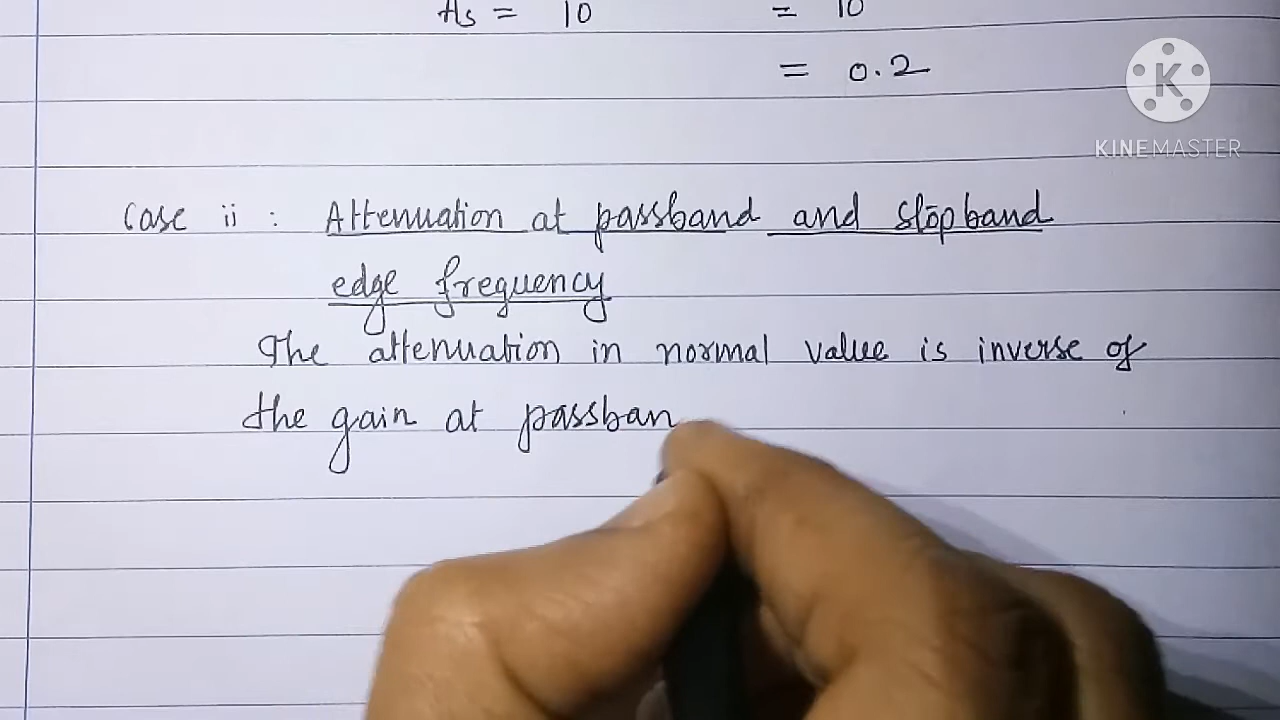 As = 10 = 10
= 0.2
K
KINEMASTER
Case ii : Attenuation at passband and stopband
edge frequency
The attenuation in normal value is inverse of
the gain at passban